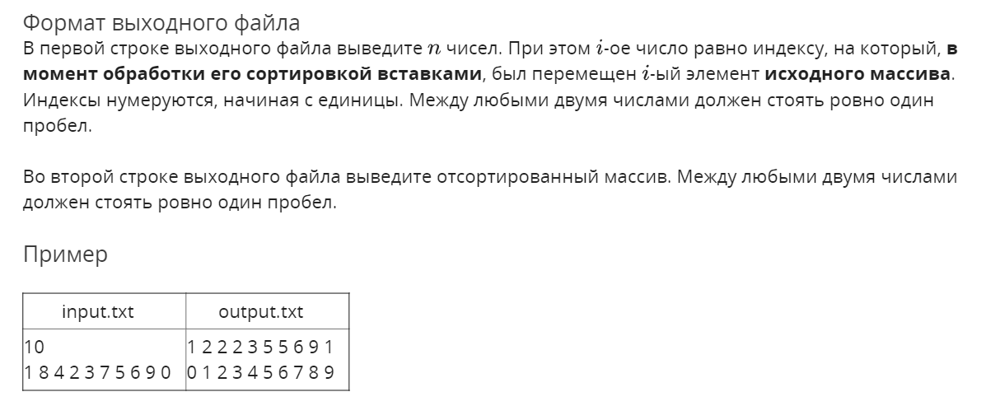 Формат выходного файла
В первой строке выходного файла выведите n чисел. При этом i-ое число равно индексу, на который, в
момент обработки его сортировкой вставками, был перемещен i-ый элемент исходного массива.
Индексы нумеруются, начиная с единицы. Между любыми двумя числами должен стоять ровно один
пробел.
Во второй строке выходного файла выведите отсортированный массив. Между любыми двумя числами
должен стоять ровно один пробел.
Пример
input.txt output.txt
10 1 2 2 2 3 5 5 6 9 1
1 8 4 2 3 7 5 6 9 0 0 1 2 3 4 5 6 7 8 9